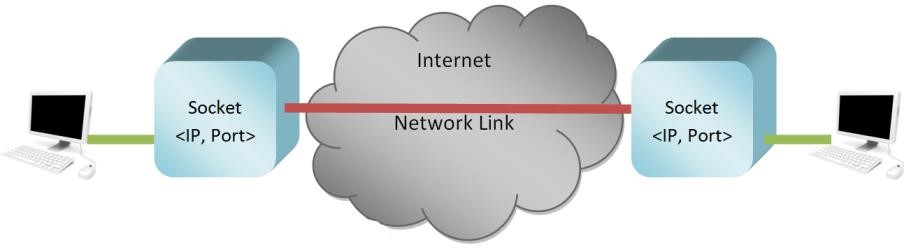 Internet
Socket
<IP, Port>
Network Link
Socket
<IP, Port>